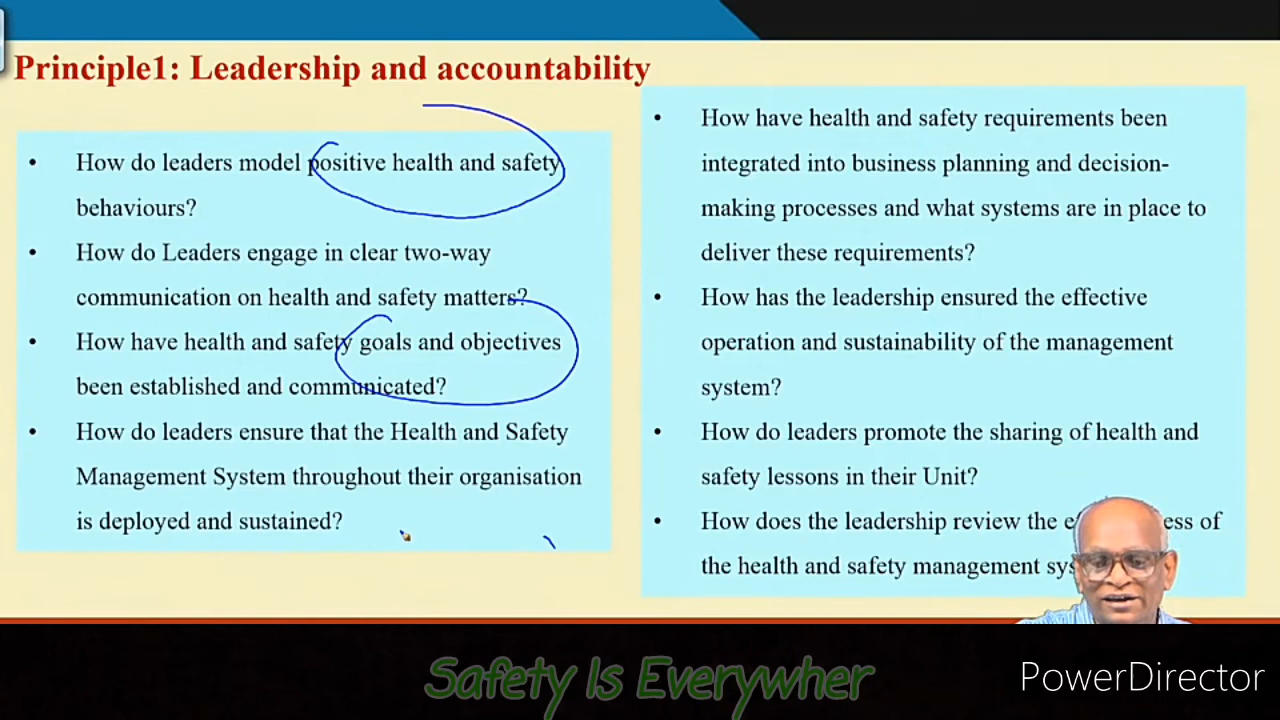 Principle1: Leadership and accountability
• How do leaders model positive health and safety
behaviours?
• How do Leaders engage in clear two-way
communication on health and safety matters?
• How have health and safety goals and objectives
been established and communicated?
• How do leaders ensure that the Health and Safety
Management System throughout their organisation
is deployed and sustained?
• How have health and safety requirements been
integrated into business planning and decision-
making processes and what systems are in place to
deliver these requirements?
• How has the leadership ensured the effective
operation and sustainability of the management
system?
• How do leaders promote the sharing of health and
safety lessons in their Unit?
• How does the leadership review the of
the health and safety management
Safety Is Everywher
PowerDirector